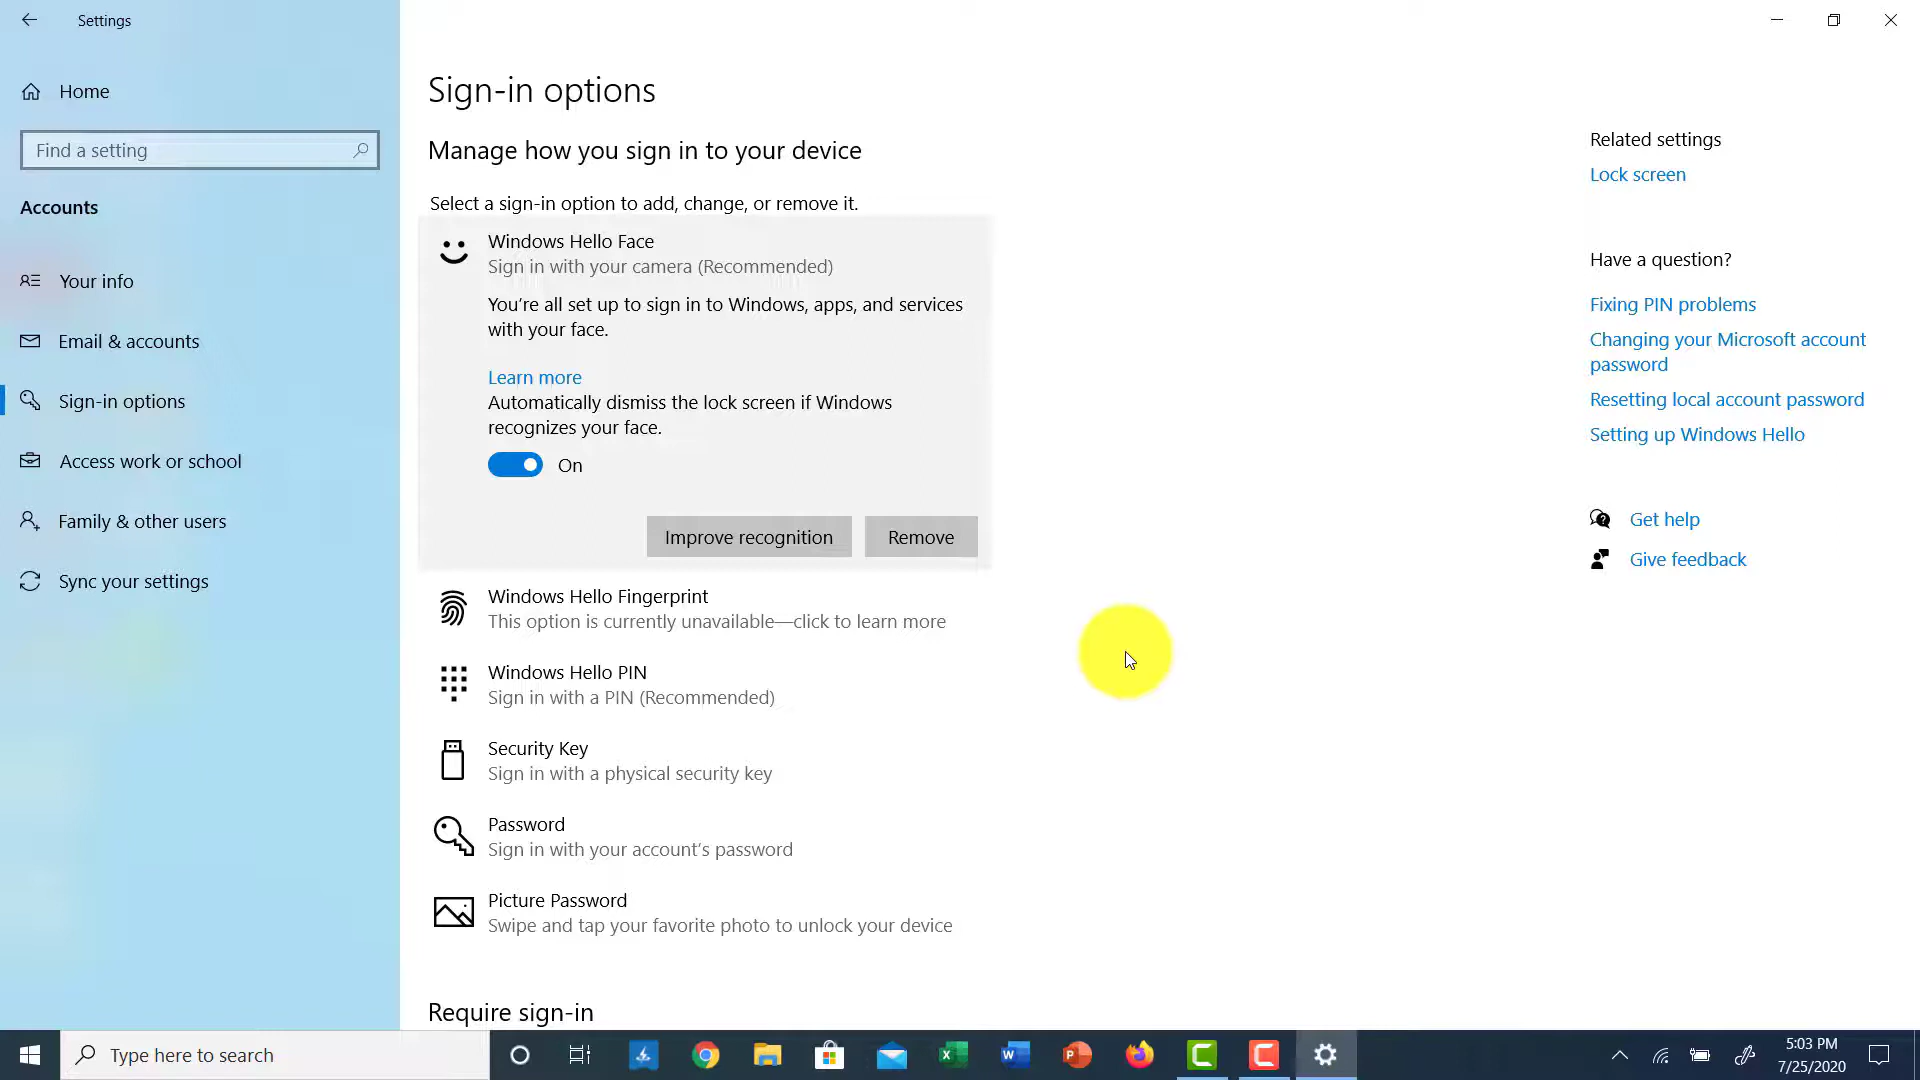 Settings
Home
Find a setting
Accounts
Your info
Email & accounts
Sign-in options
Access work or school
Family & other users
Sync your settings
Sign-in options
Manage how you sign in to your device
Select a sign-in option to add, change, or remove it.
Windows Hello Face
Sign in with your camera (Recommended)
You're all set up to sign in to Windows, apps, and services
with your face.
Learn more
Automatically dismiss the lock screen if Windows
recognizes your face.
On
Improve recognition
Remove
Windows Hello Fingerprint
This option is currently unavailable—click to learn more
Windows Hello PIN
Sign in with a PIN (Recommended)
Security Key
Sign in with a physical security key
Password
Sign in with your account's password
Picture Password
Swipe and tap your favorite photo to unlock your device
Require sign-in
Related settings
Lock screen
Have a question?
Fixing PIN problems
Changing your Microsoft account
password
Resetting local account password
Setting up Windows Hello
Get help
Give feedback
Type here to search
5:03 PM
7/25/2020